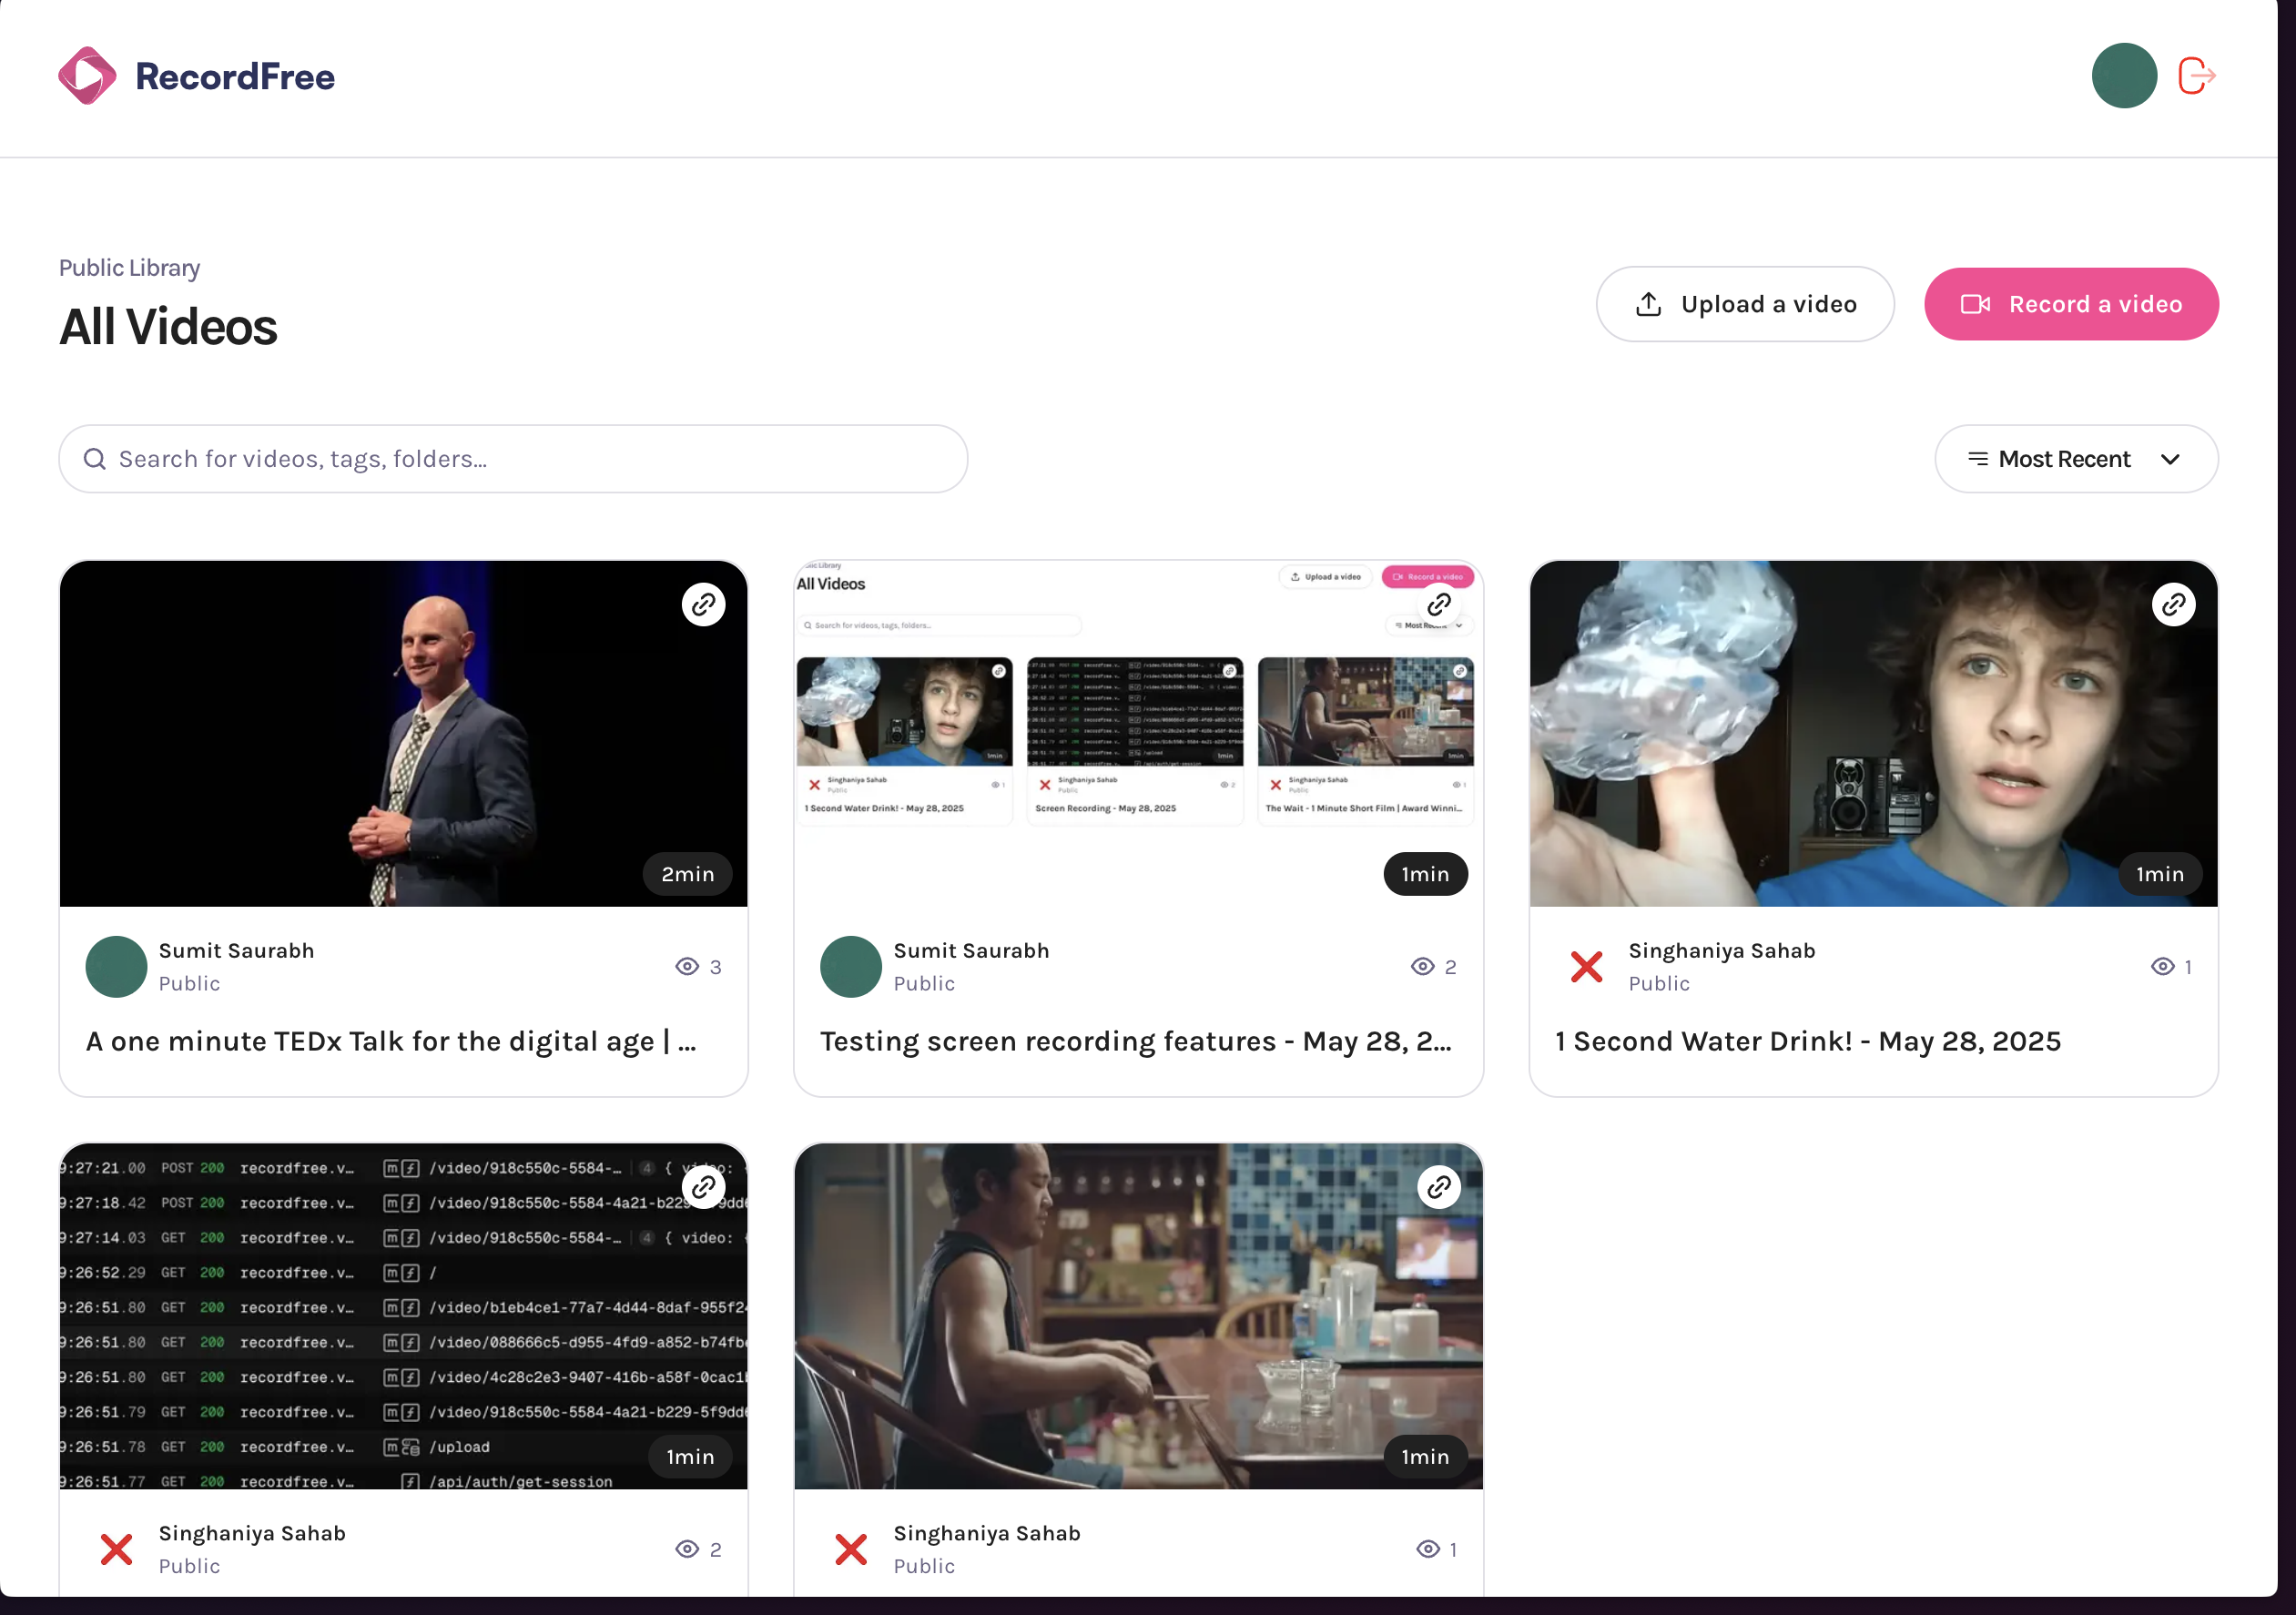 RecordFree
Public Library
All Videos
Upload a video
Record a video
Search for videos, tags, folders...
Most Recent
2min
Sumit Saurabh
Public
3
A one minute TEDx Talk for the digital age | ...
All Videos
Upload a video
Record a video
Search for videos, tags, folders...
1min
Singhaniya Sahab
Public
1
1 Second Water Drink! - May 28, 2025
1min
Singhaniya Sahab
Public
2
Screen Recording - May 28, 2025
1min
Singhaniya Sahab
Public
1
The Wait - 1 Minute Short Film | Award Winni...
1min
Sumit Saurabh
Public
2
Testing screen recording features - May 28, 2...
1min
Singhaniya Sahab
Public
1
1 Second Water Drink! - May 28, 2025
9:27:21.00 POST 200 recordfree.v... /video/918c550c-5584-... 4 {
9:27:18.42 POST 200 recordfree.v... /video/918c550c-5584-4a21-b22
9:27:14.03 GET 200 recordfree.v... /video/918c550c-5584-... 4 { video:
9:26:52.29 GET 200 recordfree.v... /
9:26:51.80 GET 200 recordfree.v... /video/b1eb4ce1-77a7-4d44-8daf-955f24
9:26:51.80 GET 200 recordfree.v... /video/088666c5-d955-4fd9-a852-b74fb
9:26:51.80 GET 200 recordfree.v... /video/4c28c2e3-9407-416b-a58f-0cac1
9:26:51.79 GET 200 recordfree.v... /video/918c550c-5584-4a21-b229-5f9dd
9:26:51.78 GET 200 recordfree.v... /upload
9:26:51.77 GET 200 recordfree.v... /api/auth/get-session
1min
Singhaniya Sahab
Public
2
1min
Singhaniya Sahab
Public
1